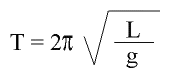 T = 2π √(L/g)